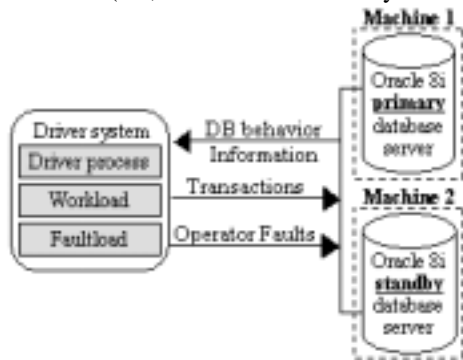 Machine 1
Oracle 8i
primary
database
server
Driver system
Driver process
Workload
Faultload
DB behavior
Information
Transactions
Operator Faults
Machine 2
Oracle 8i
standby
database
server